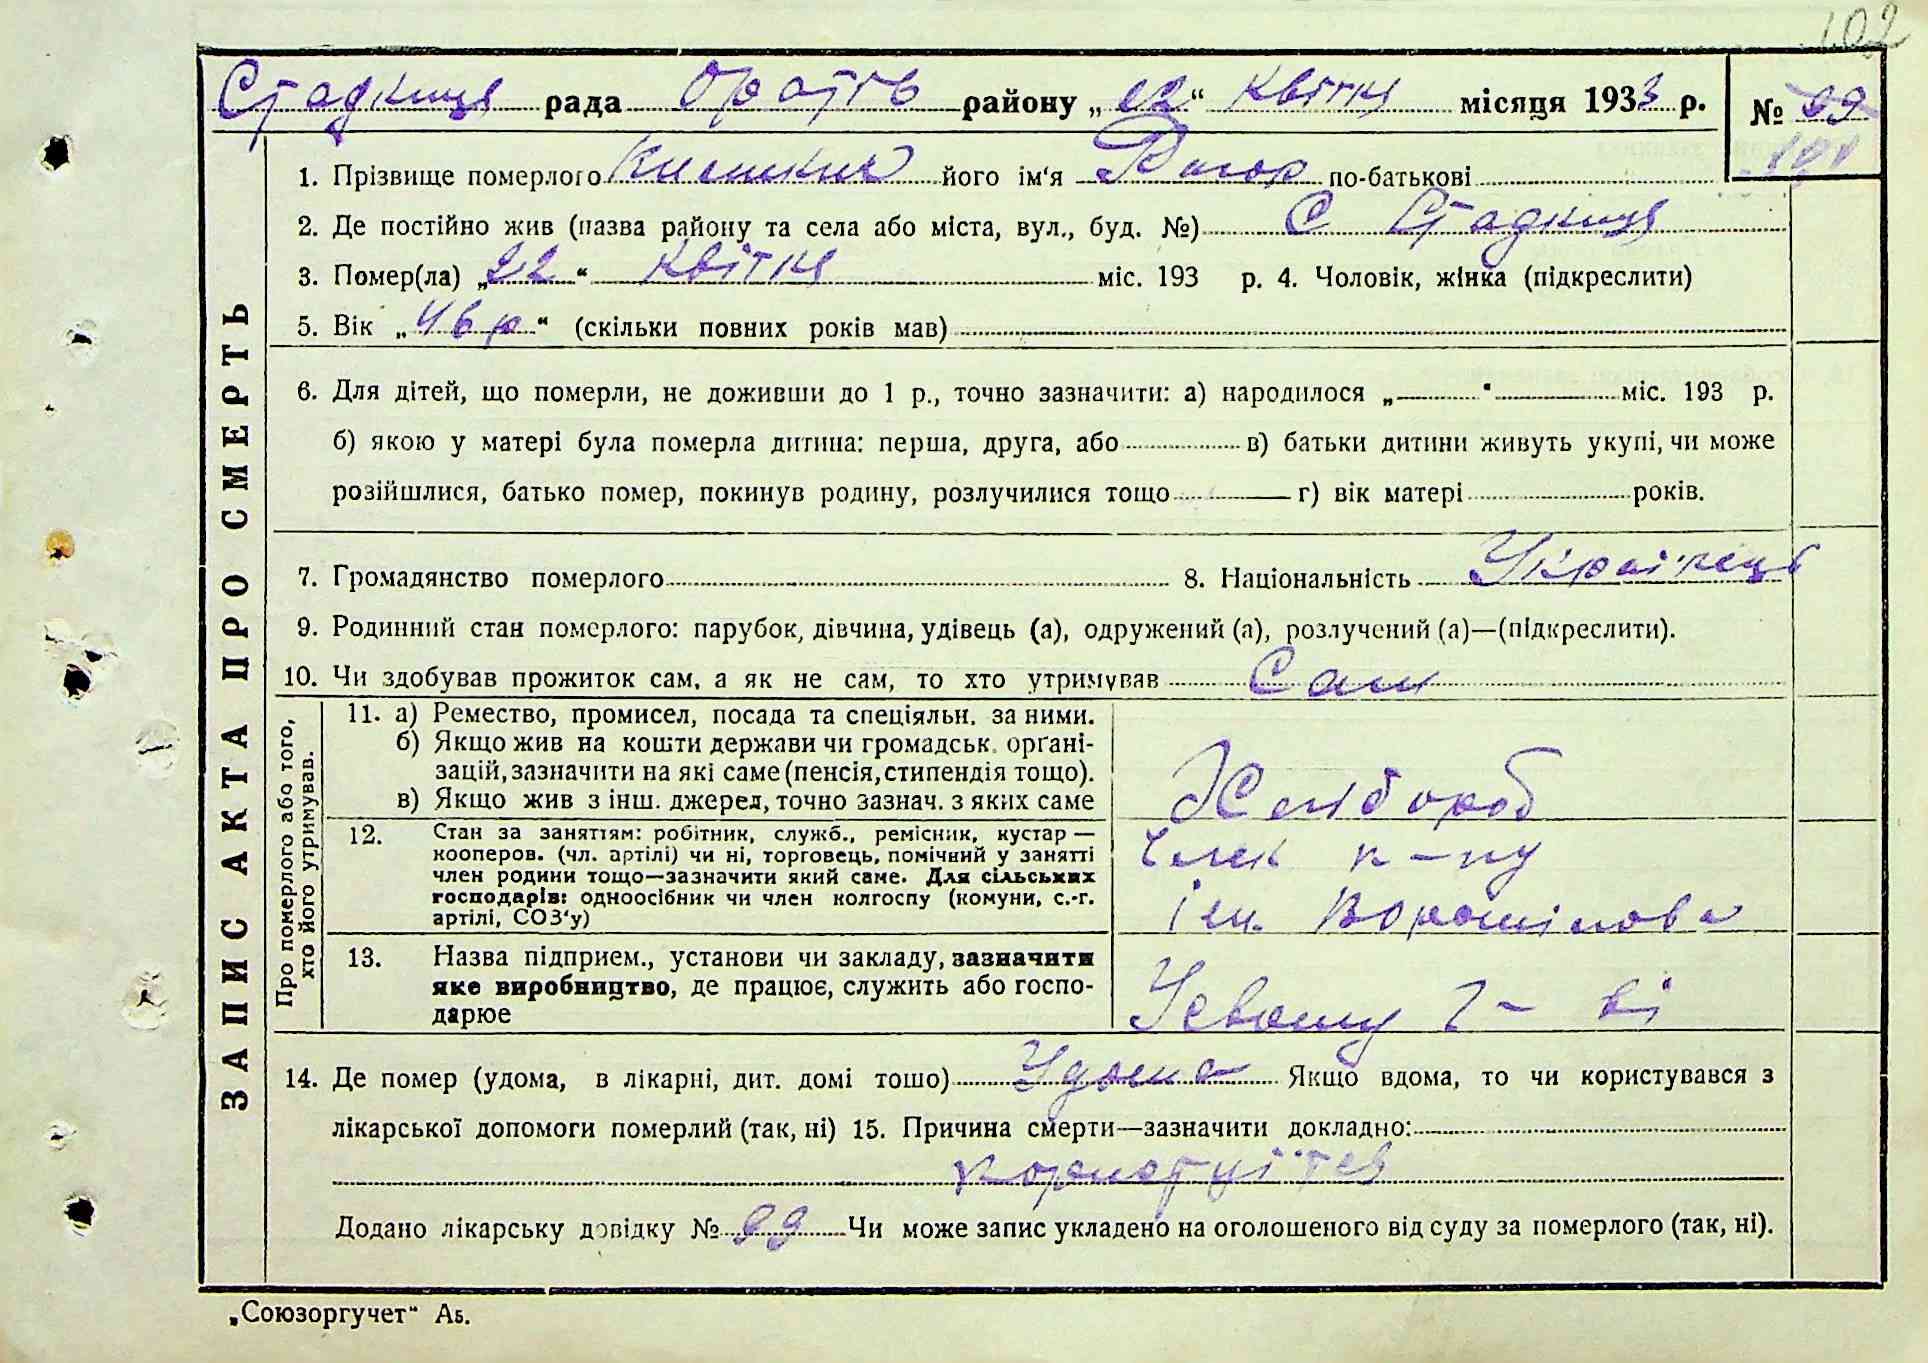 102
Стадниця рада Оратів району „22“ квітня місяця 1933 р. № 99
101
1. Прізвище померлого його ім'я по-батькові
2. Де постійно жив (назва району та села або міста, вул., буд. №) С Стадниця
3. Помер(ла) „22“ квітня міс. 193 р. 4. Чоловік, жінка (підкреслити)
5. Вік „46 р“ (скільки повних років мав)
6. Для дітей, що померли, не доживши до 1 р., точно зазначити: а) народилося „ “ міс. 193 р.
б) якою у матері була померла дитина: перша, друга, або в) батьки дитини живуть укупі, чи може
розійшлися, батько помер, покинув родину, розлучилися тощо г) вік матері років.
7. Громадянство померлого 8. Національність Українець
9. Родинний стан померлого: парубок, дівчина, удівець (а), одружений (а), розлучений (а)—(підкреслити).
10. Чи здобував прожиток сам, а як не сам, то хто утримував Сам
ЗАПИС АКТА ПРО СМЕРТЬ
Про померлого або того,
хто його утримував.
11. а) Ремество, промисел, посада та спеціяльн. за ними.
б) Якщо жив на кошти держави чи громадськ. органі-
зацій, зазначити на які саме (пенсія, стипендія тощо).
в) Якщо жив з інш. джерел, точно зазнач. з яких саме
Хлібороб
12. Стан за заняттям: робітник, служб., ремісник, кустар —
кооперов. (чл. артілі) чи ні, торговець, помічний у занятті
член родини тощо—зазначити який саме. Для сільських
господарів: одноосібник чи член колгоспу (комуни, с.-г.
артілі, СОЗ'у)
Член к-пу
ім. Ворошілова
13. Назва підприєм., установи чи закладу, зазначити
яке виробництво, де працює, служить або госпо-
дарює
У свому г-ві
14. Де помер (удома, в лікарні, дит. домі тошо) Удома Якщо вдома, то чи користувався з
лікарської допомоги померлий (так, ні) 15. Причина смерти—зазначити докладно:
Додано лікарську довідку № 99 Чи може запис укладено на оголошеного від суду за померлого (так, ні).
„Союзоргучет“ А5.